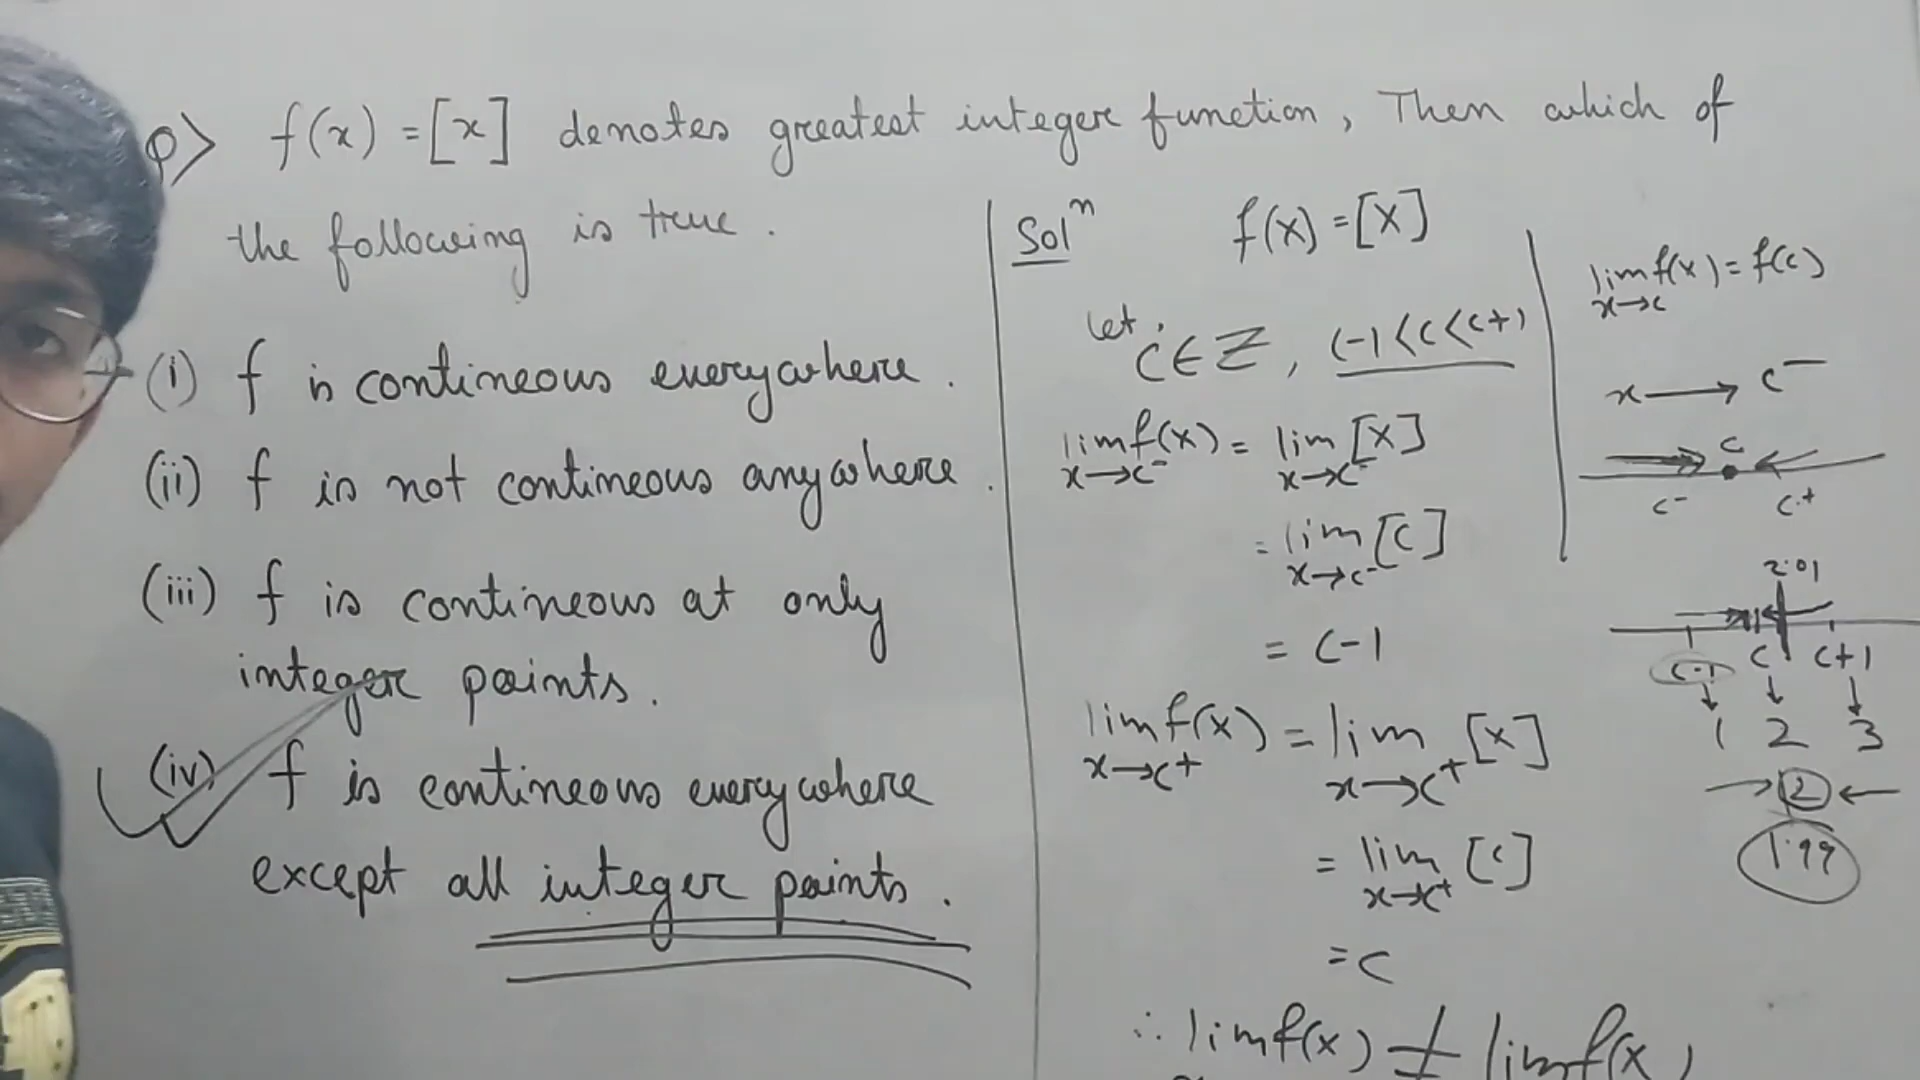 Q> f(x) = [x] denotes greatest integer function, Then which of
the following is true.
(i) f is contineous everywhere.
(ii) f is not contineous anywhere.
(iii) f is contineous at only
integer points.
(iv) f is contineous everywhere
except all integer points.
Solⁿ f(x) = [x]
let, c∈Z, c-1<c<c+1
lim f(x) = lim [x]
x→c⁻ x→c⁻
= lim [c]
x→c⁻
= c-1
lim f(x) = lim [x]
x→c⁺ x→c⁺
= lim [c]
x→c⁺
= c
∴ lim f(x) ≠ lim f(x)
lim f(x) = f(c)
x→c
x → c⁻
c
c⁻ c⁺
2.01
c-1 c c+1
1 2 3
→ 2 ←
1.99